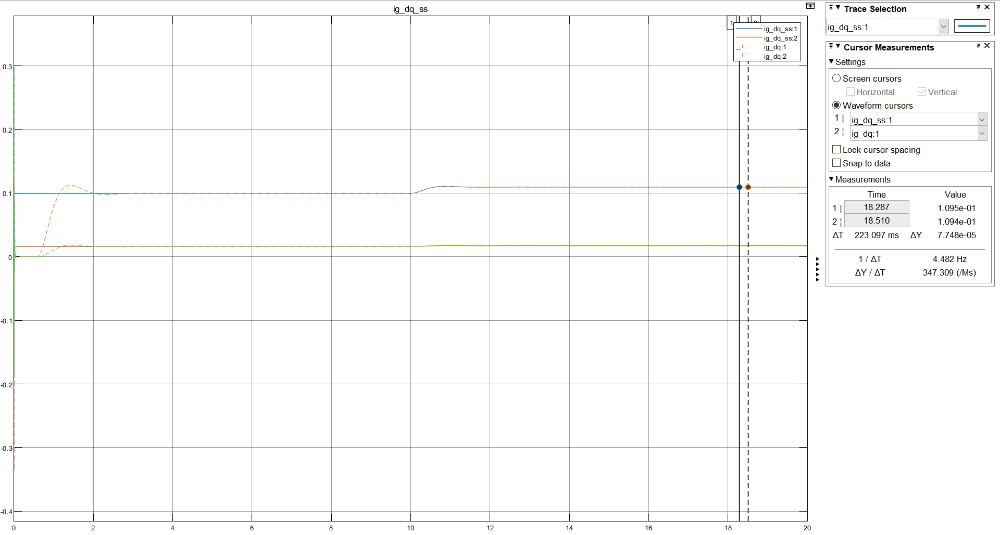 ig_dq_ss
1
ig_dq_ss:1
ig_dq_ss:2
ig_dq:1
ig_dq:2
0.3
0.2
0.1
0
-0.1
-0.2
-0.3
-0.4
0 2 4 6 8 10 12 14 16 18 20
Trace Selection
ig_dq_ss:1
Cursor Measurements
Settings
Screen cursors
Horizontal Vertical
Waveform cursors
1 | ig_dq_ss:1
2 ¦ ig_dq:1
Lock cursor spacing
Snap to data
Measurements
Time Value
1 | 18.287 1.095e-01
2 ¦ 18.510 1.094e-01
ΔT 223.097 ms ΔY 7.748e-05
1 / ΔT 4.482 Hz
ΔY / ΔT 347.309 (/Ms)